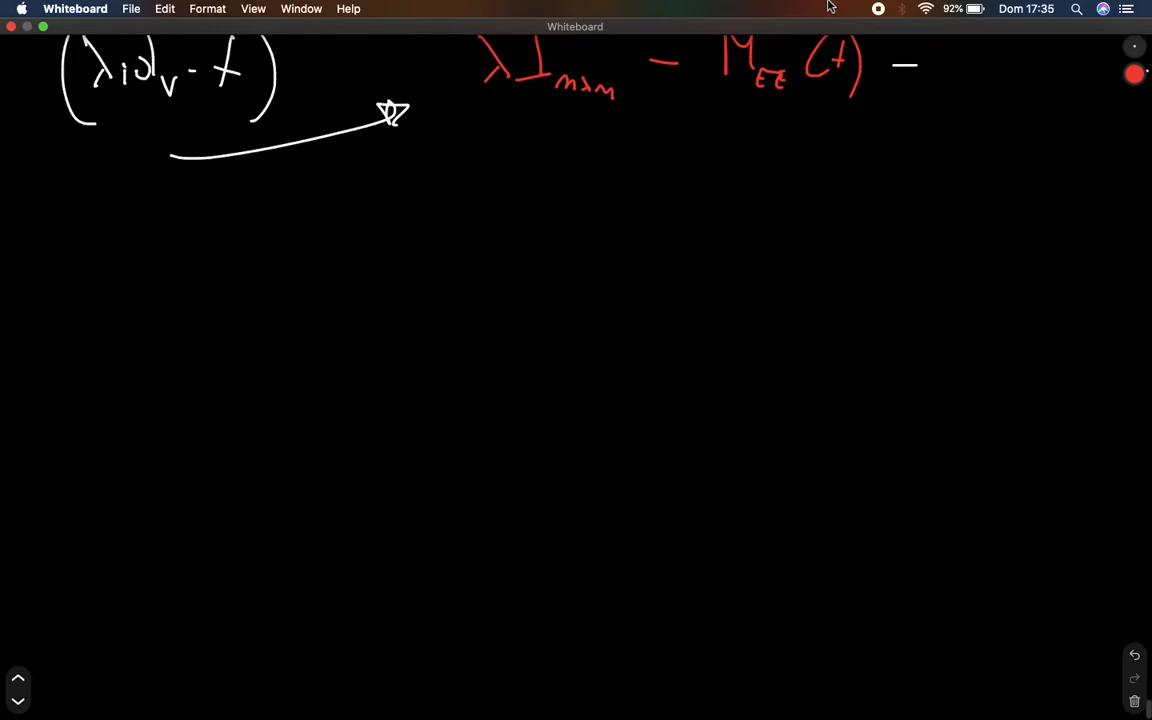 Whiteboard File Edit Format View Window Help 92% Dom 17:35
Whiteboard
(λ id_V - f) λ I_{n×n} - M_{EE} (f) -